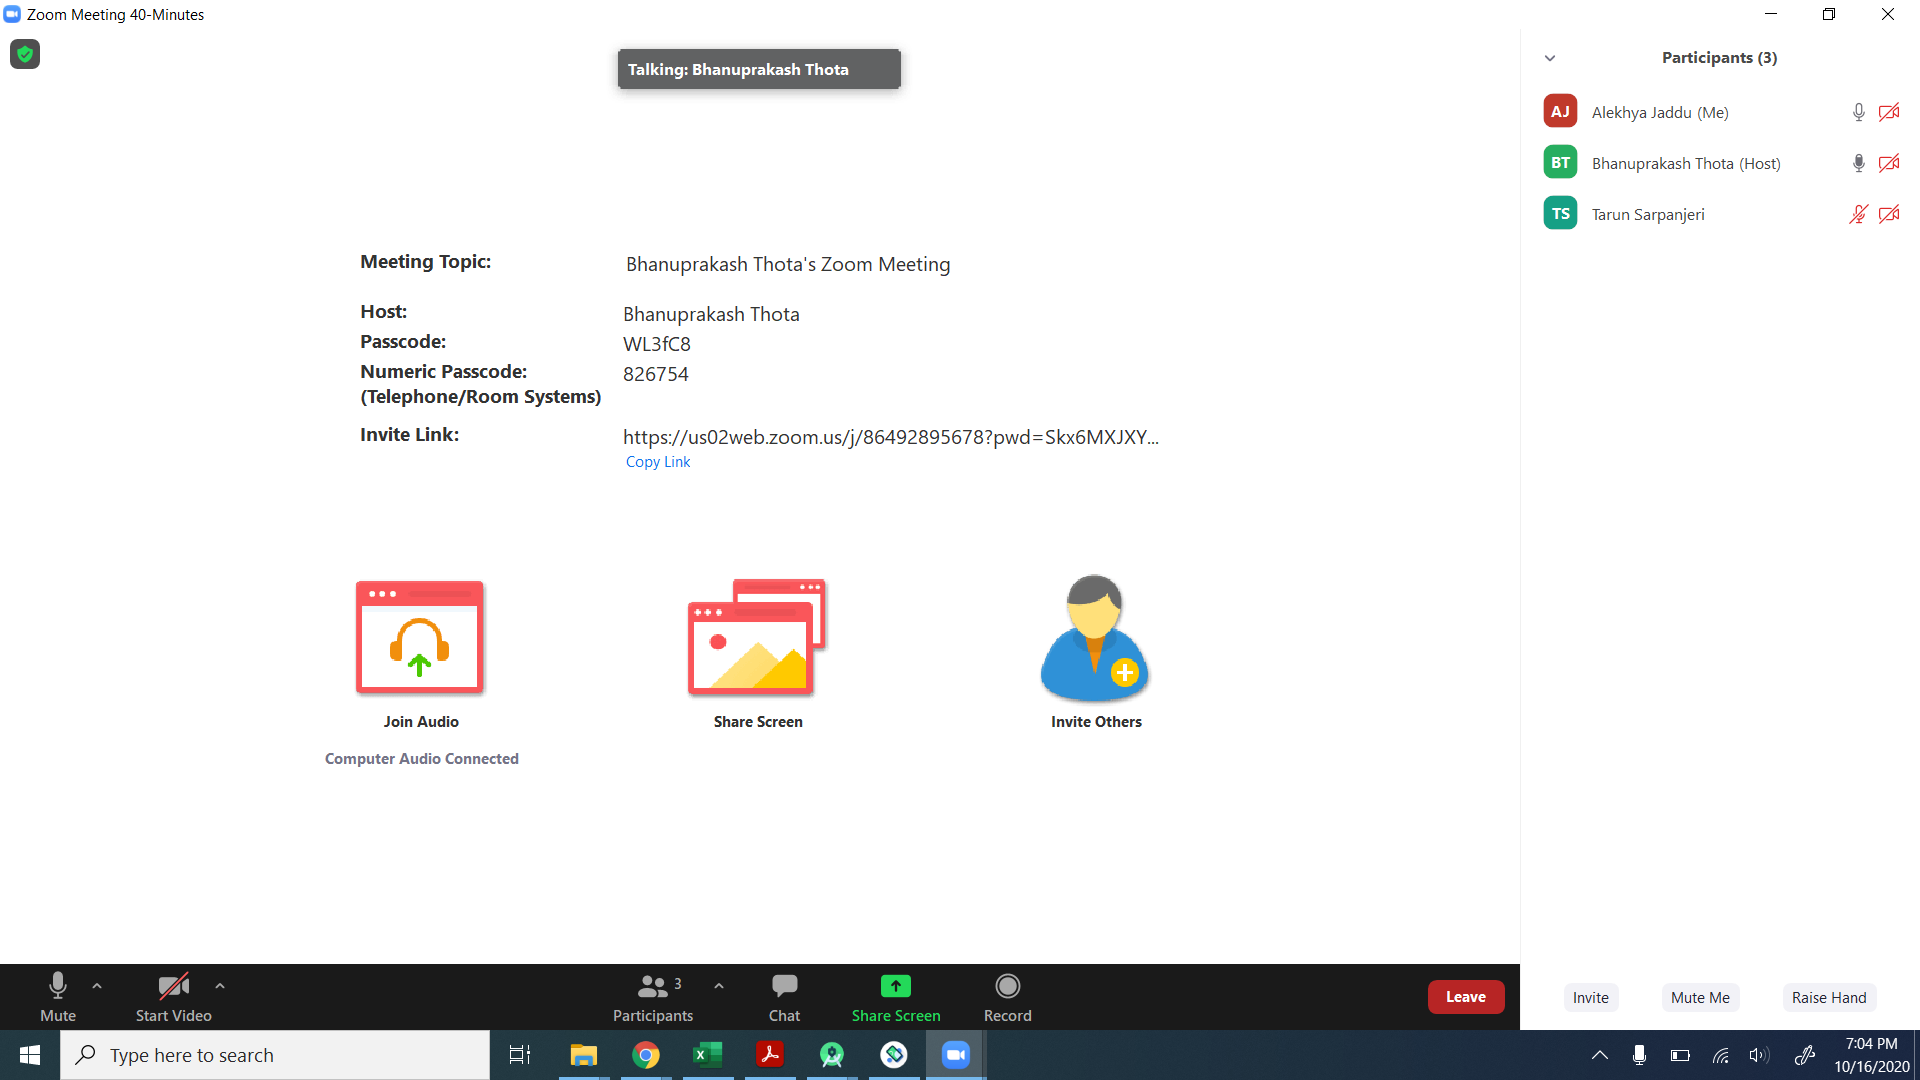 Zoom Meeting 40-Minutes
Talking: Bhanuprakash Thota
Participants (3)
AJ Alekhya Jaddu (Me)
BT Bhanuprakash Thota (Host)
TS Tarun Sarpanjeri
Meeting Topic: Bhanuprakash Thota's Zoom Meeting
Host: Bhanuprakash Thota
Passcode: WL3fC8
Numeric Passcode: 826754
(Telephone/Room Systems)
Invite Link: https://us02web.zoom.us/j/86492895678?pwd=Skx6MXJXY...
Copy Link
Join Audio
Share Screen
Invite Others
Computer Audio Connected
Mute
Start Video
3
Participants
Chat
Share Screen
Record
Leave
Invite
Mute Me
Raise Hand
Type here to search
7:04 PM
10/16/2020